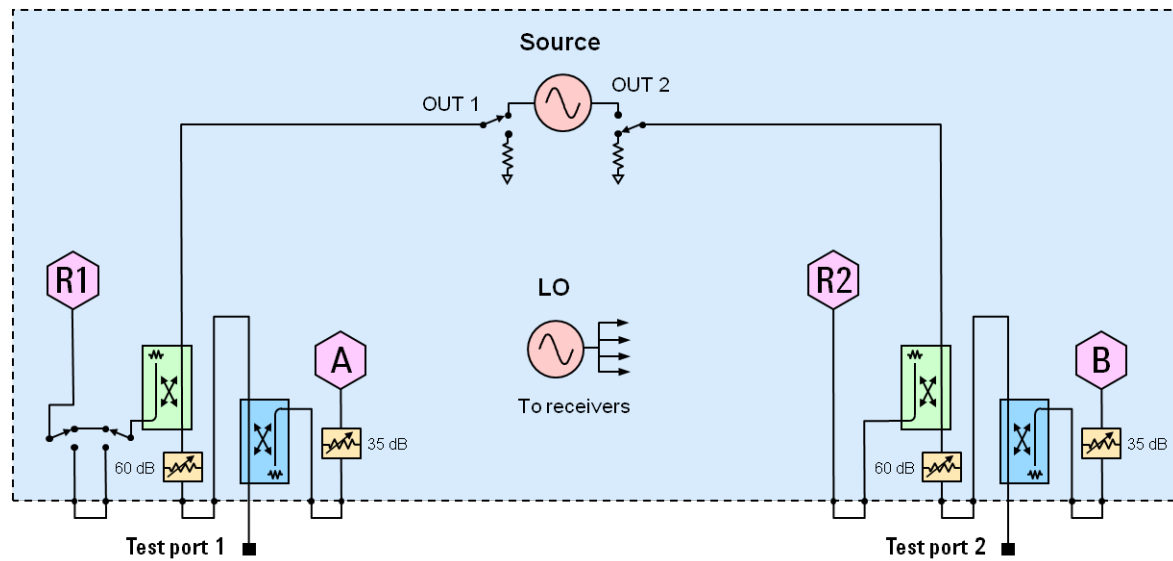 Source
OUT 1
OUT 2
R1
R2
LO
A
B
To receivers
35 dB
35 dB
60 dB
60 dB
Test port 1
Test port 2